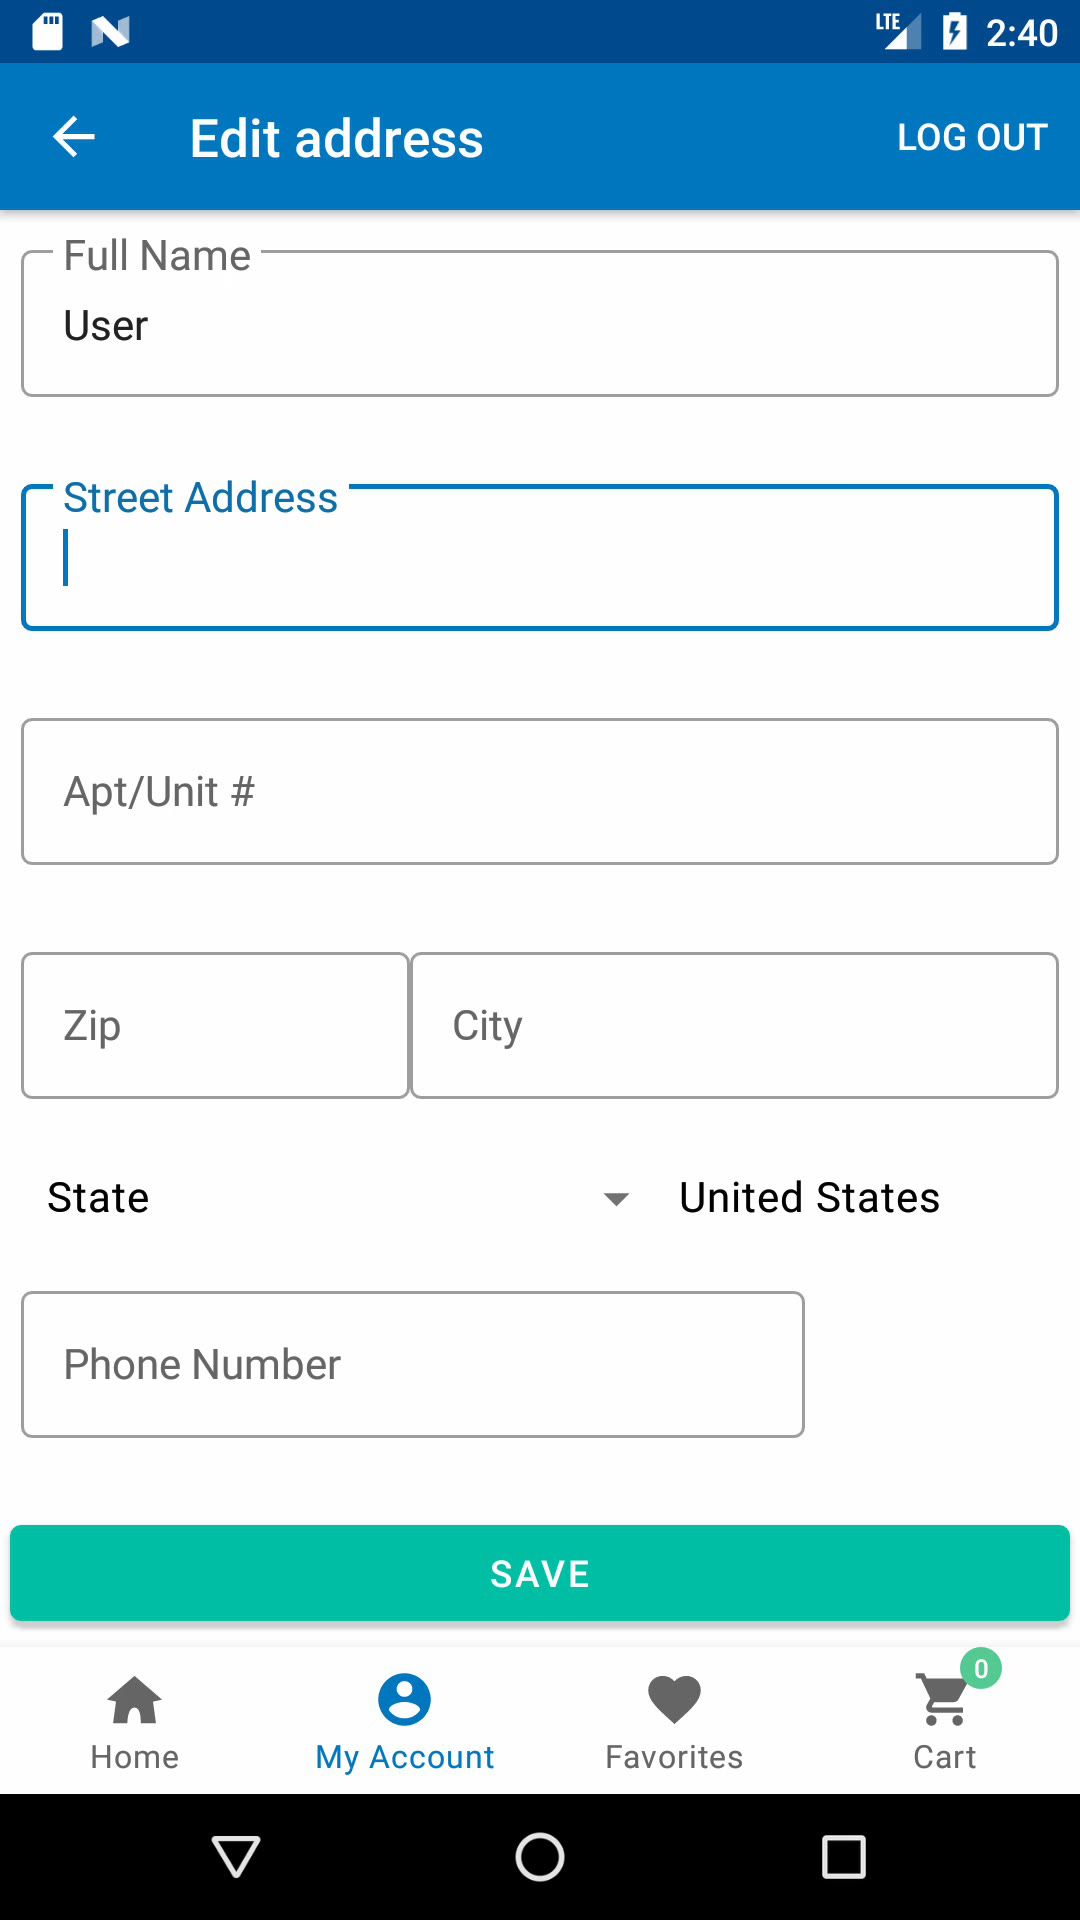 LTE 2:40
Edit address LOG OUT
Full Name
User
Street Address
Apt/Unit #
Zip City
State United States
Phone Number
SAVE
0
Home My Account Favorites Cart